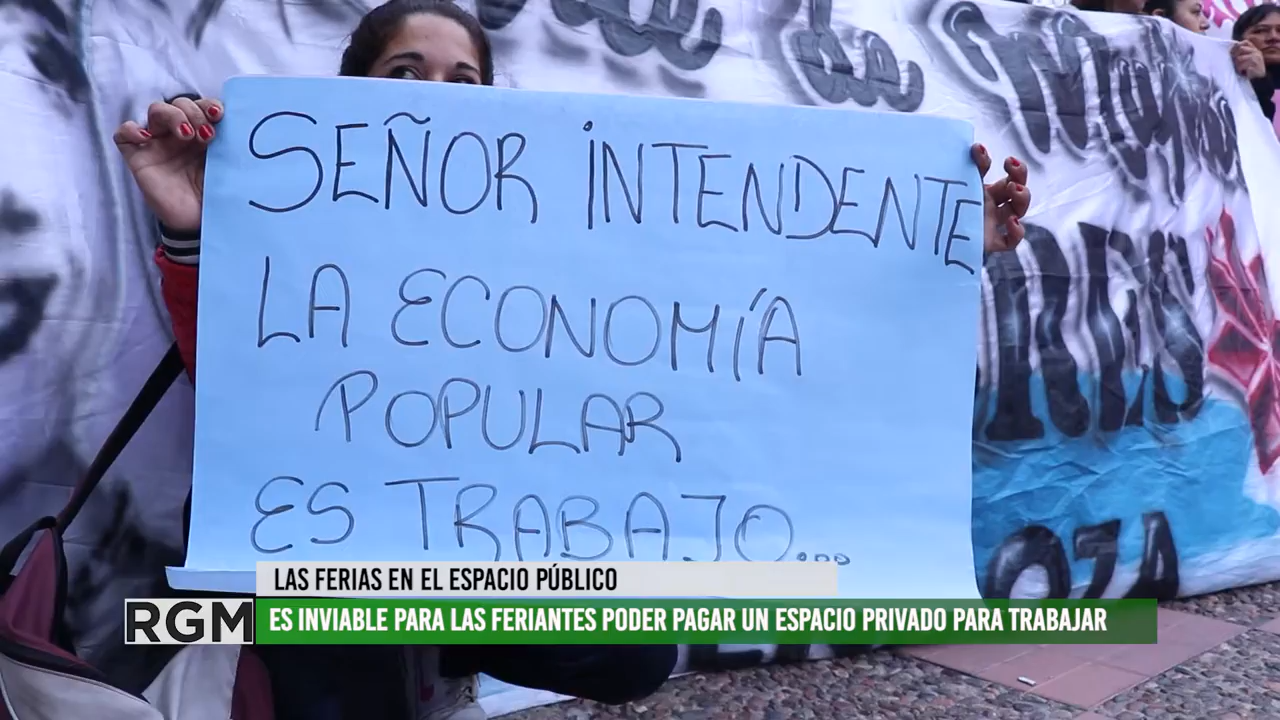 SEÑOR INTENDENTE
LA ECONOMÍA
POPULAR
ES TRABAJO...
LAS FERIAS EN EL ESPACIO PÚBLICO
RGM
ES INVIABLE PARA LAS FERIANTES PODER PAGAR UN ESPACIO PRIVADO PARA TRABAJAR